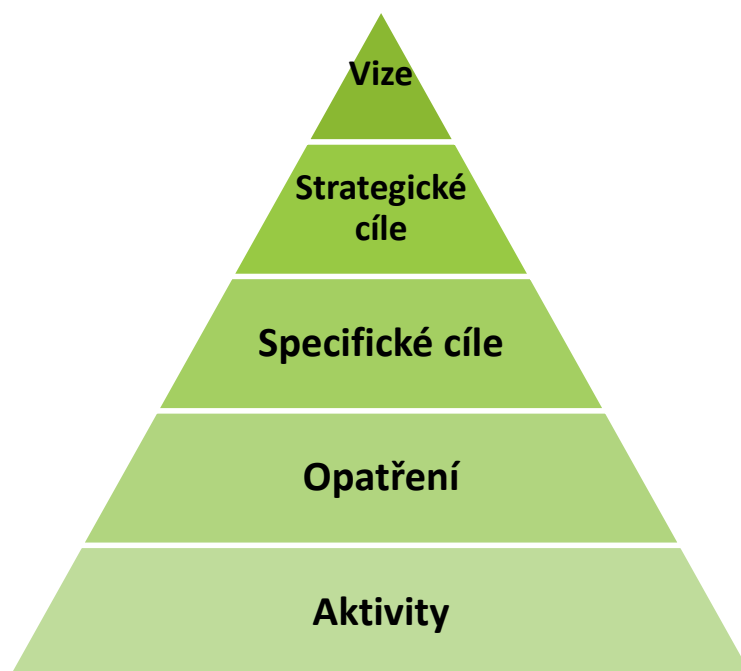 Vize
Strategické
cíle
Specifické cíle
Opatření
Aktivity